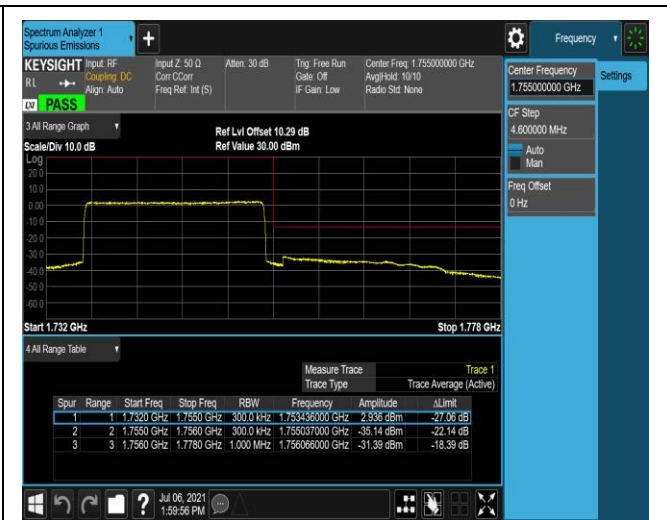 Spectrum Analyzer 1
Spurious Emissions
Frequency
KEYSIGHT Input: RF
Coupling: DC
Align: Auto
Input Z: 50 Ω
Corr CCorr
Freq Ref: Int (S)
Atten: 30 dB
Trig: Free Run
Gate: Off
IF Gain: Low
Center Freq: 1.755000000 GHz
Avg|Hold: 10/10
Radio Std: None
R L
LXI PASS
Center Frequency
1.755000000 GHz
Settings
CF Step
4.600000 MHz
Auto
Man
Freq Offset
0 Hz
3 All Range Graph
Scale/Div 10.0 dB
Ref Lvl Offset 10.29 dB
Ref Value 30.00 dBm
Log
20.0
10.0
0.00
-10.0
-20.0
-30.0
-40.0
-50.0
-60.0
Start 1.732 GHz Stop 1.778 GHz
4 All Range Table
Measure Trace Trace 1
Trace Type Trace Average (Active)
Spur Range Start Freq Stop Freq RBW Frequency Amplitude ΔLimit
1 1 1.7320 GHz 1.7550 GHz 300.0 kHz 1.753436000 GHz 2.936 dBm -27.06 dB
2 2 1.7550 GHz 1.7560 GHz 300.0 kHz 1.755037000 GHz -35.14 dBm -22.14 dB
3 3 1.7560 GHz 1.7780 GHz 1.000 MHz 1.756066000 GHz -31.39 dBm -18.39 dB
Jul 06, 2021
1:59:56 PM